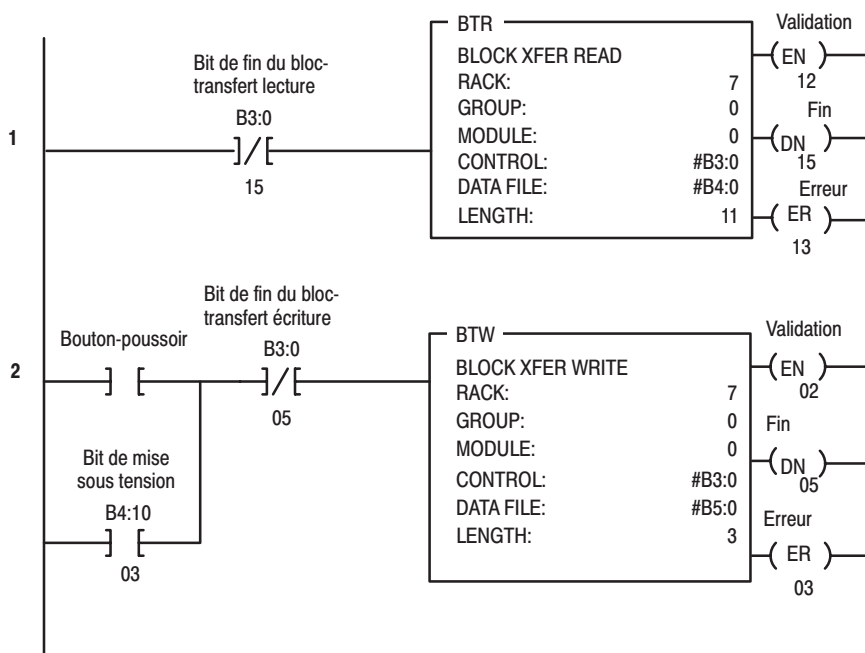 BTR
Validation
BLOCK XFER READ
EN
12
RACK: 7
GROUP: 0
Fin
MODULE: 0
DN
15
CONTROL: #B3:0
DATA FILE: #B4:0
Erreur
LENGTH: 11
ER
13
Bit de fin du bloc-
transfert lecture
B3:0
1
15
Bit de fin du bloc-
transfert écriture
B3:0
05
Bouton-poussoir
2
Bit de mise
sous tension
B4:10
03
BTW
Validation
BLOCK XFER WRITE
EN
02
RACK: 7
GROUP: 0
Fin
MODULE: 0
DN
05
CONTROL: #B3:0
DATA FILE: #B5:0
Erreur
LENGTH: 3
ER
03